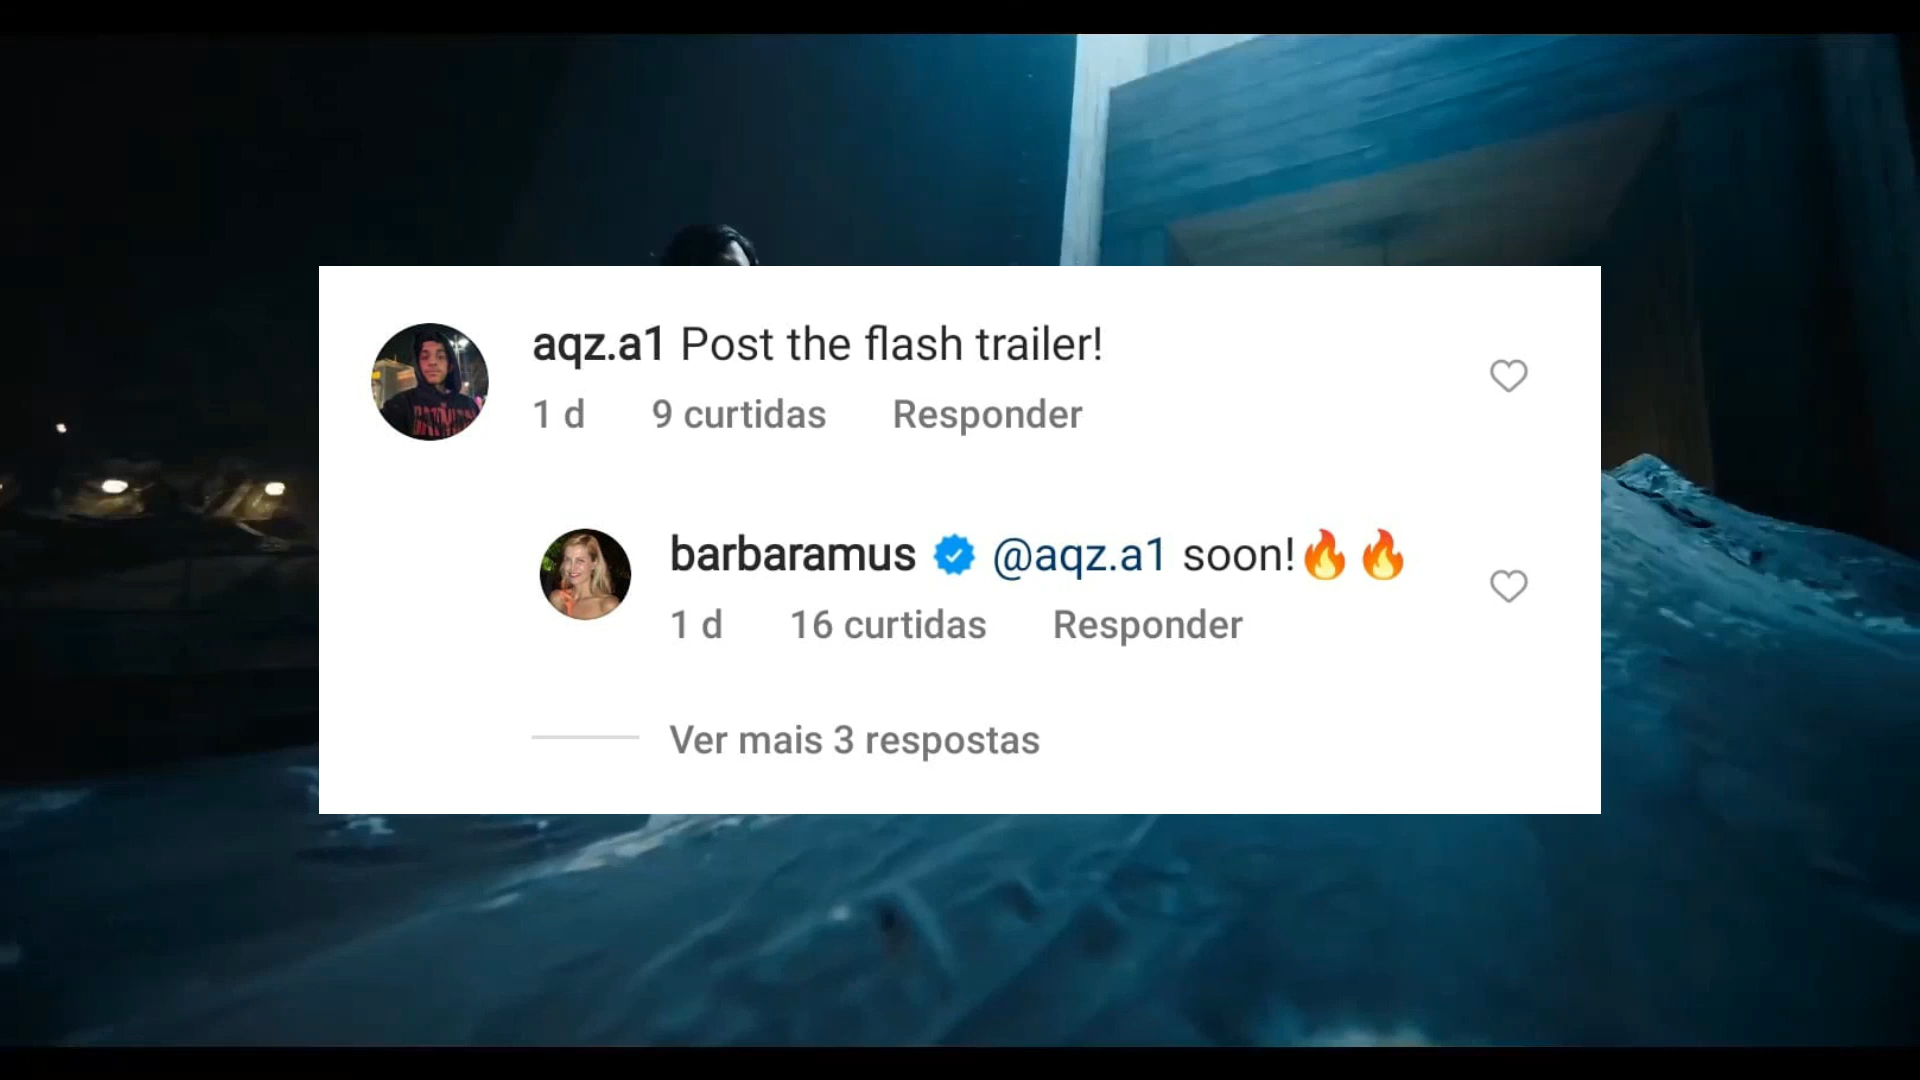 aqz.a1 Post the flash trailer!
1 d 9 curtidas Responder
barbaramus @aqz.a1 soon!🔥🔥
1 d 16 curtidas Responder
Ver mais 3 respostas